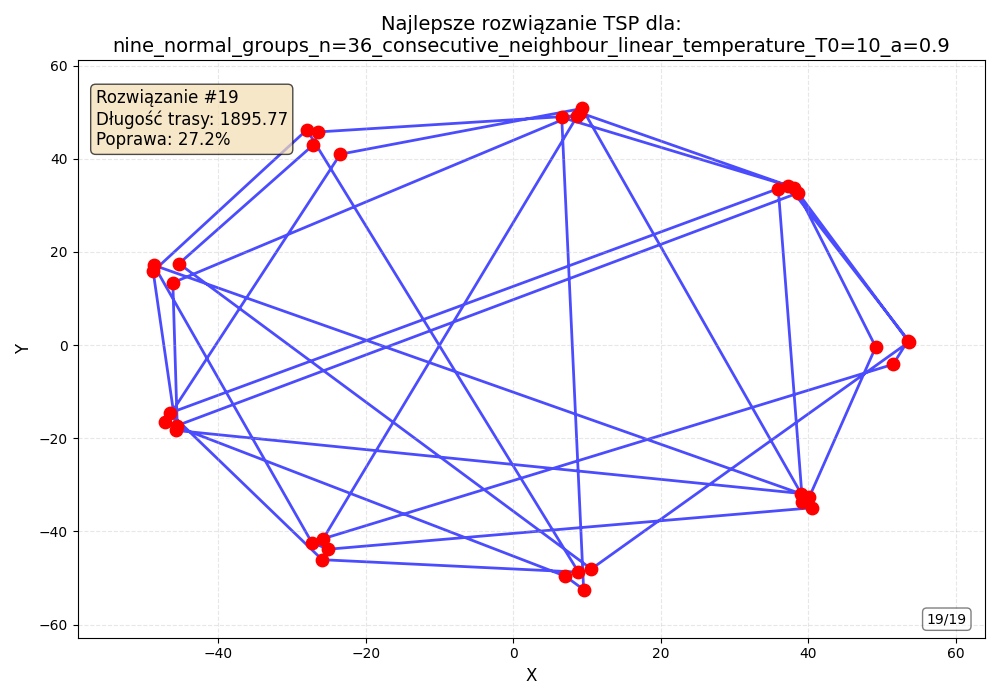 Najlepsze rozwiązanie TSP dla:
nine_normal_groups_n=36_consecutive_neighbour_linear_temperature_T0=10_a=0.9
Rozwiązanie #19
Długość trasy: 1895.77
Poprawa: 27.2%
60
40
20
0
−20
−40
−60
Y
19/19
−40
−20
0
20
40
60
X